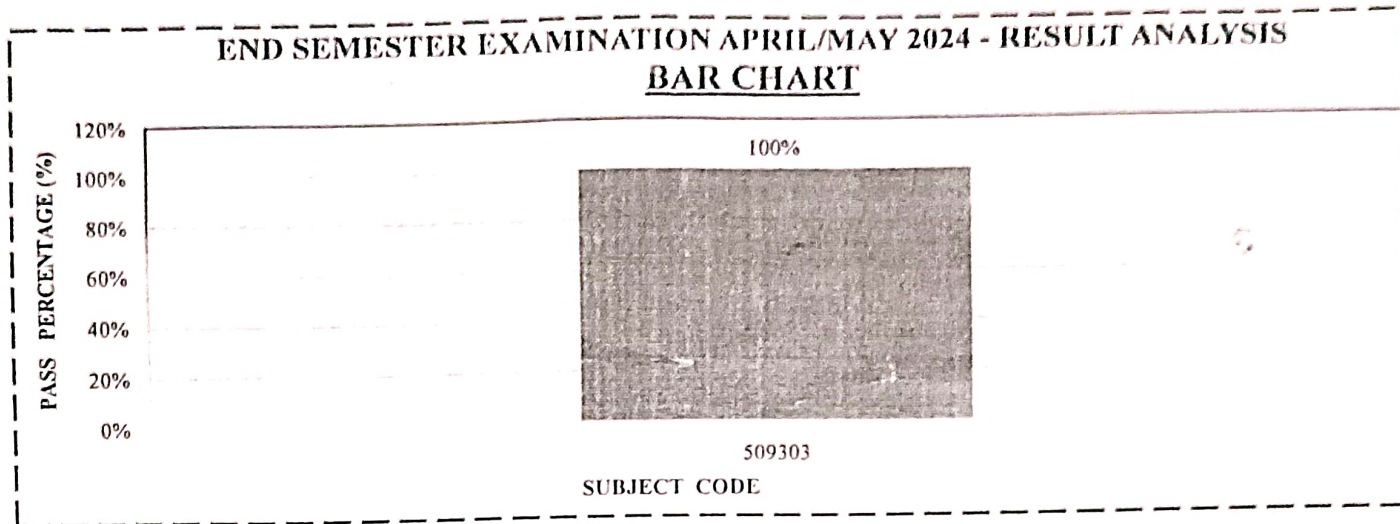 END SEMESTER EXAMINATION APRIL/MAY 2024 - RESULT ANALYSIS
BAR CHART
120%
100%
100%
80%
60%
40%
20%
0%
PASS PERCENTAGE (%)
509303
SUBJECT CODE